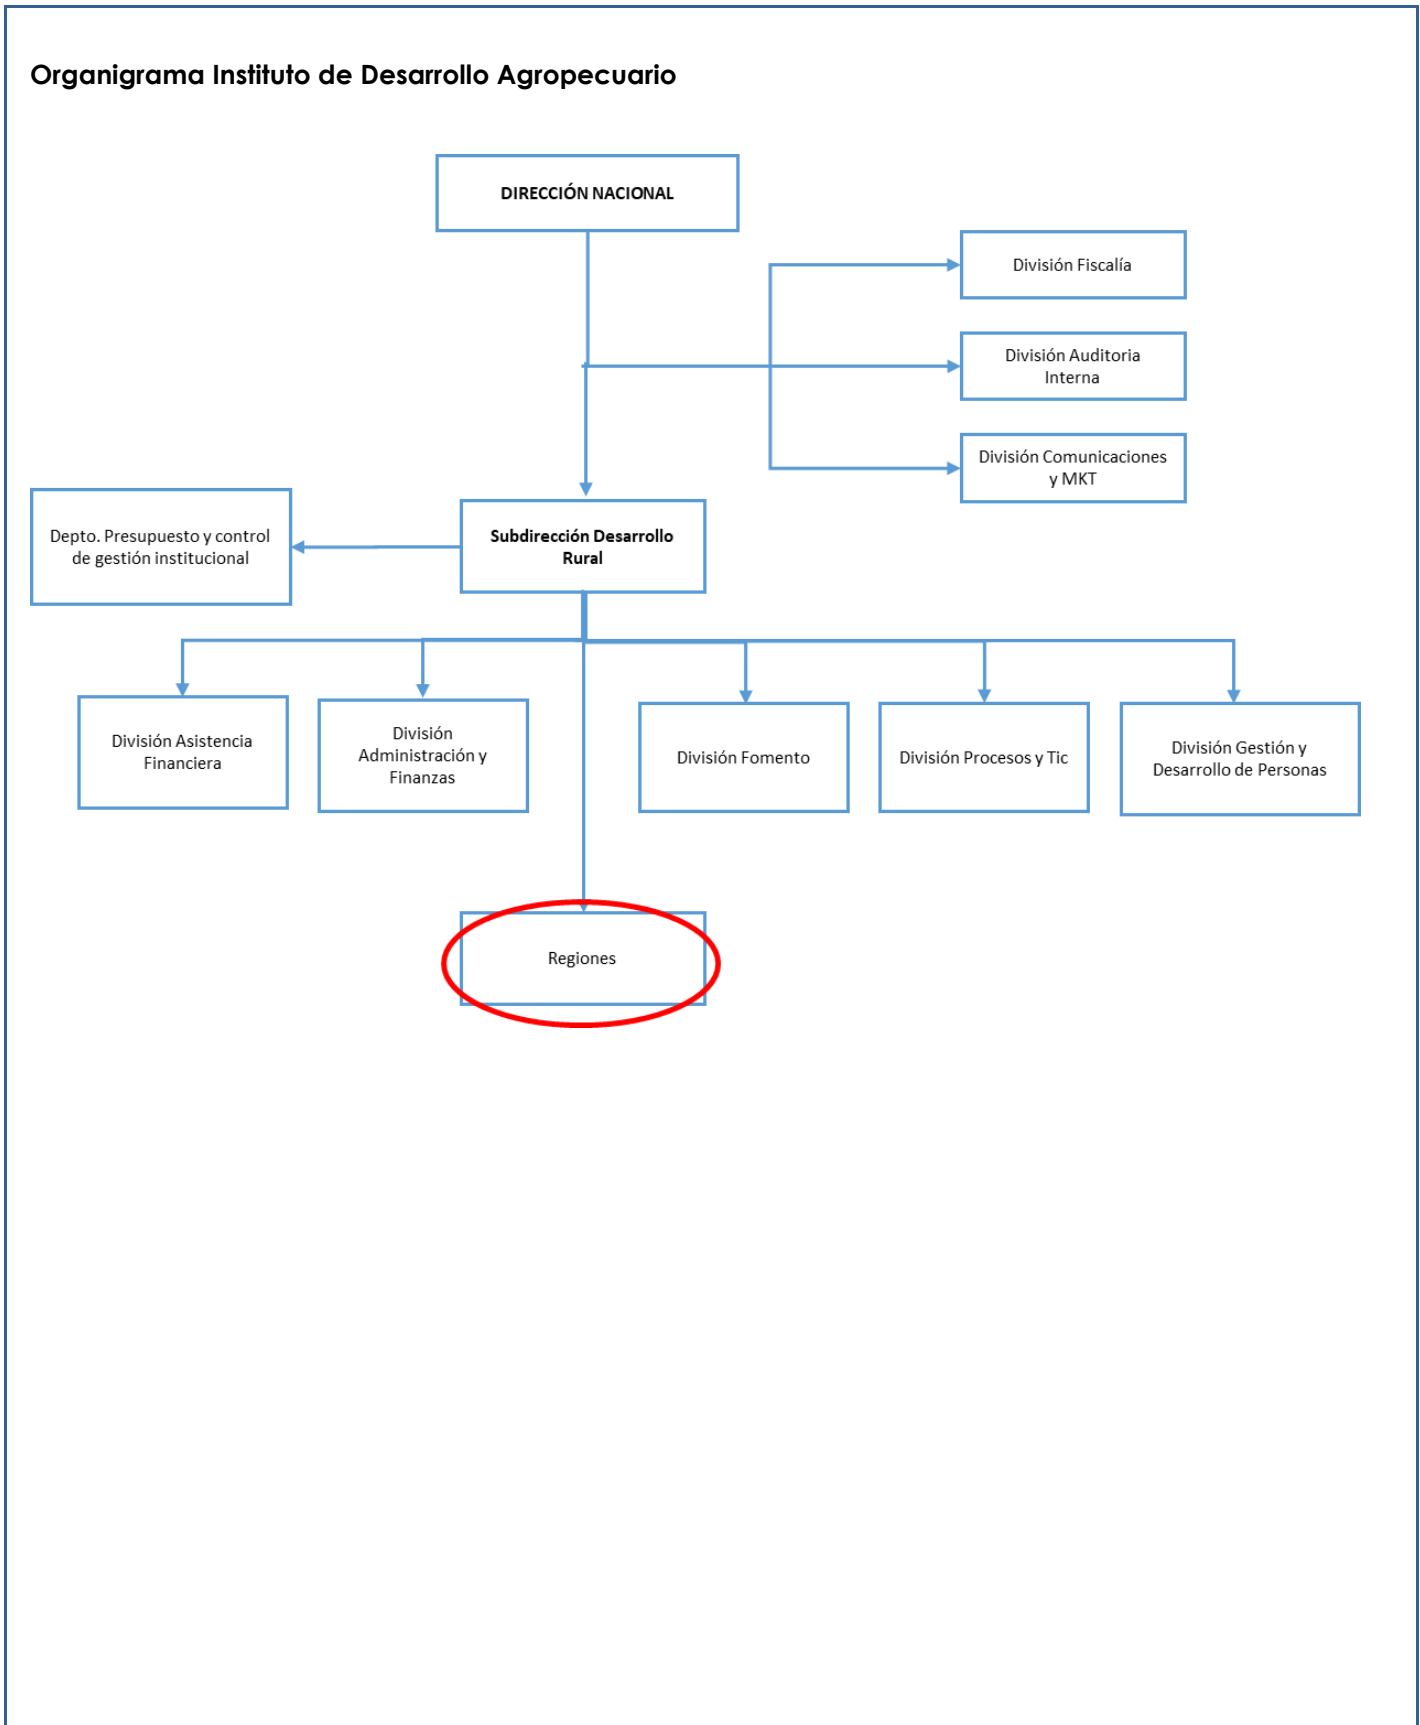 Organigrama Instituto de Desarrollo Agropecuario
DIRECCIÓN NACIONAL
División Fiscalía
División Auditoria
Interna
División Comunicaciones
y MKT
Depto. Presupuesto y control
de gestión institucional
Subdirección Desarrollo
Rural
División Asistencia
Financiera
División
Administración y
Finanzas
División Fomento
División Procesos y Tic
División Gestión y
Desarrollo de Personas
Regiones